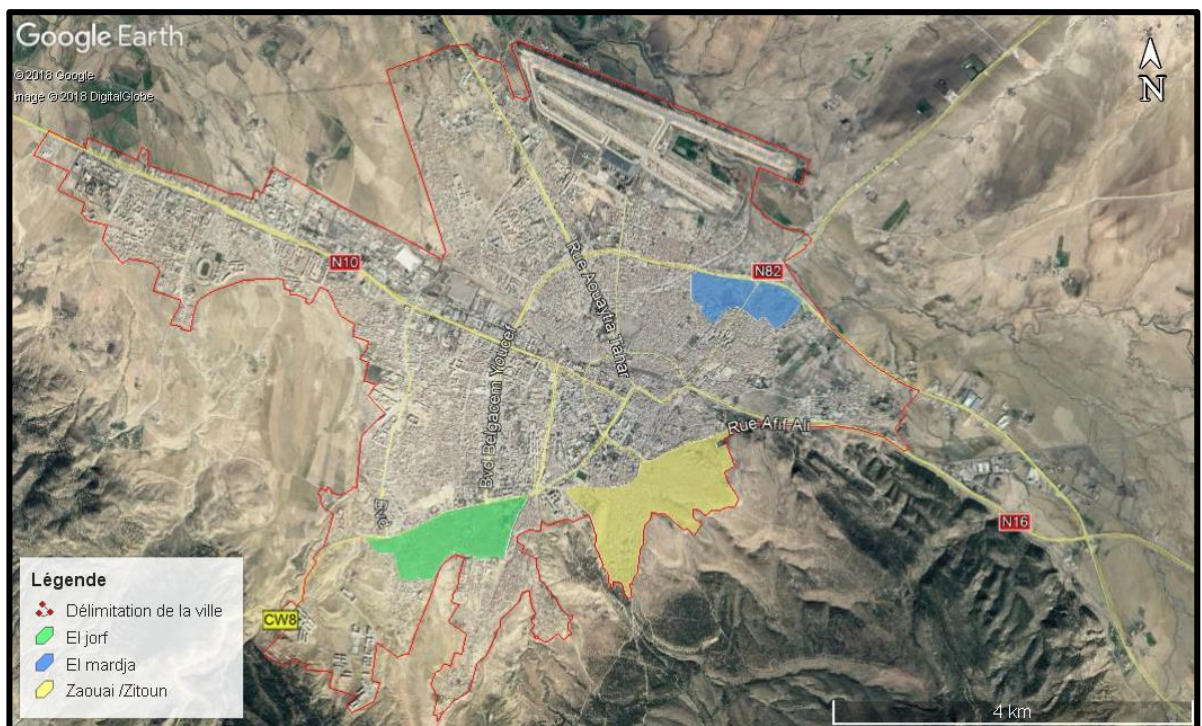 Google Earth
© 2018 Google
Image © 2018 DigitalGlobe
N
N10
N82
Rue Aouaytia Tahar
Bvd Belgacem Youcef
Rue Afif Ali
N16
CW8
Légende
Délimitation de la ville
El jorf
El mardja
Zaouai /Zitoun
4 km